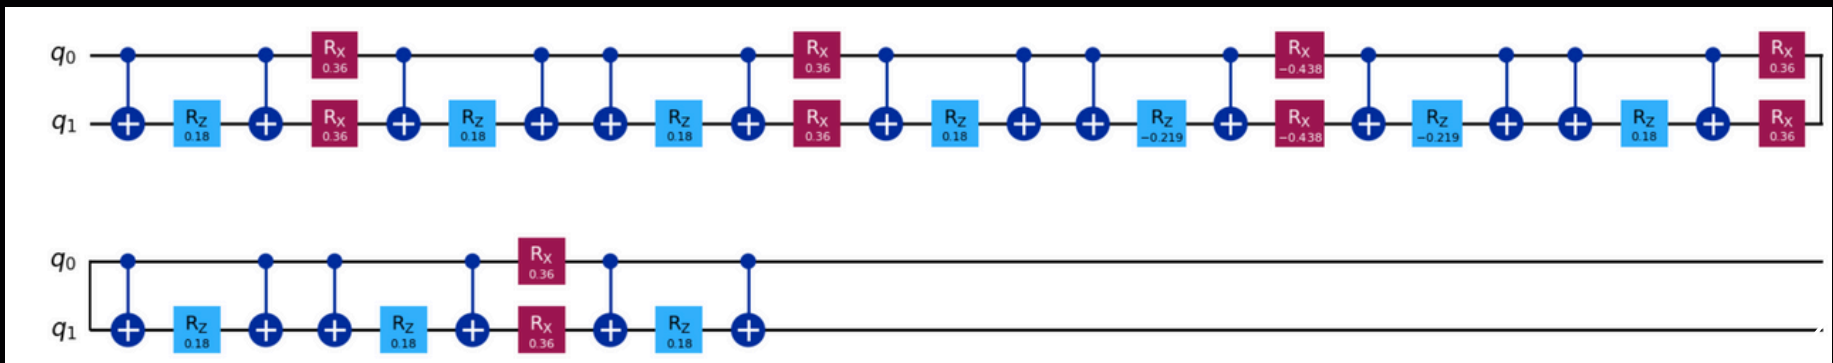 q0 RX 0.36 RX 0.36 RX −0.438 RX 0.36
q1 RZ 0.18 RX 0.36 RZ 0.18 RZ 0.18 RX 0.36 RZ 0.18 RZ −0.219 RX −0.438 RZ −0.219 RZ 0.18 RX 0.36
q0 RX 0.36
q1 RZ 0.18 RZ 0.18 RX 0.36 RZ 0.18